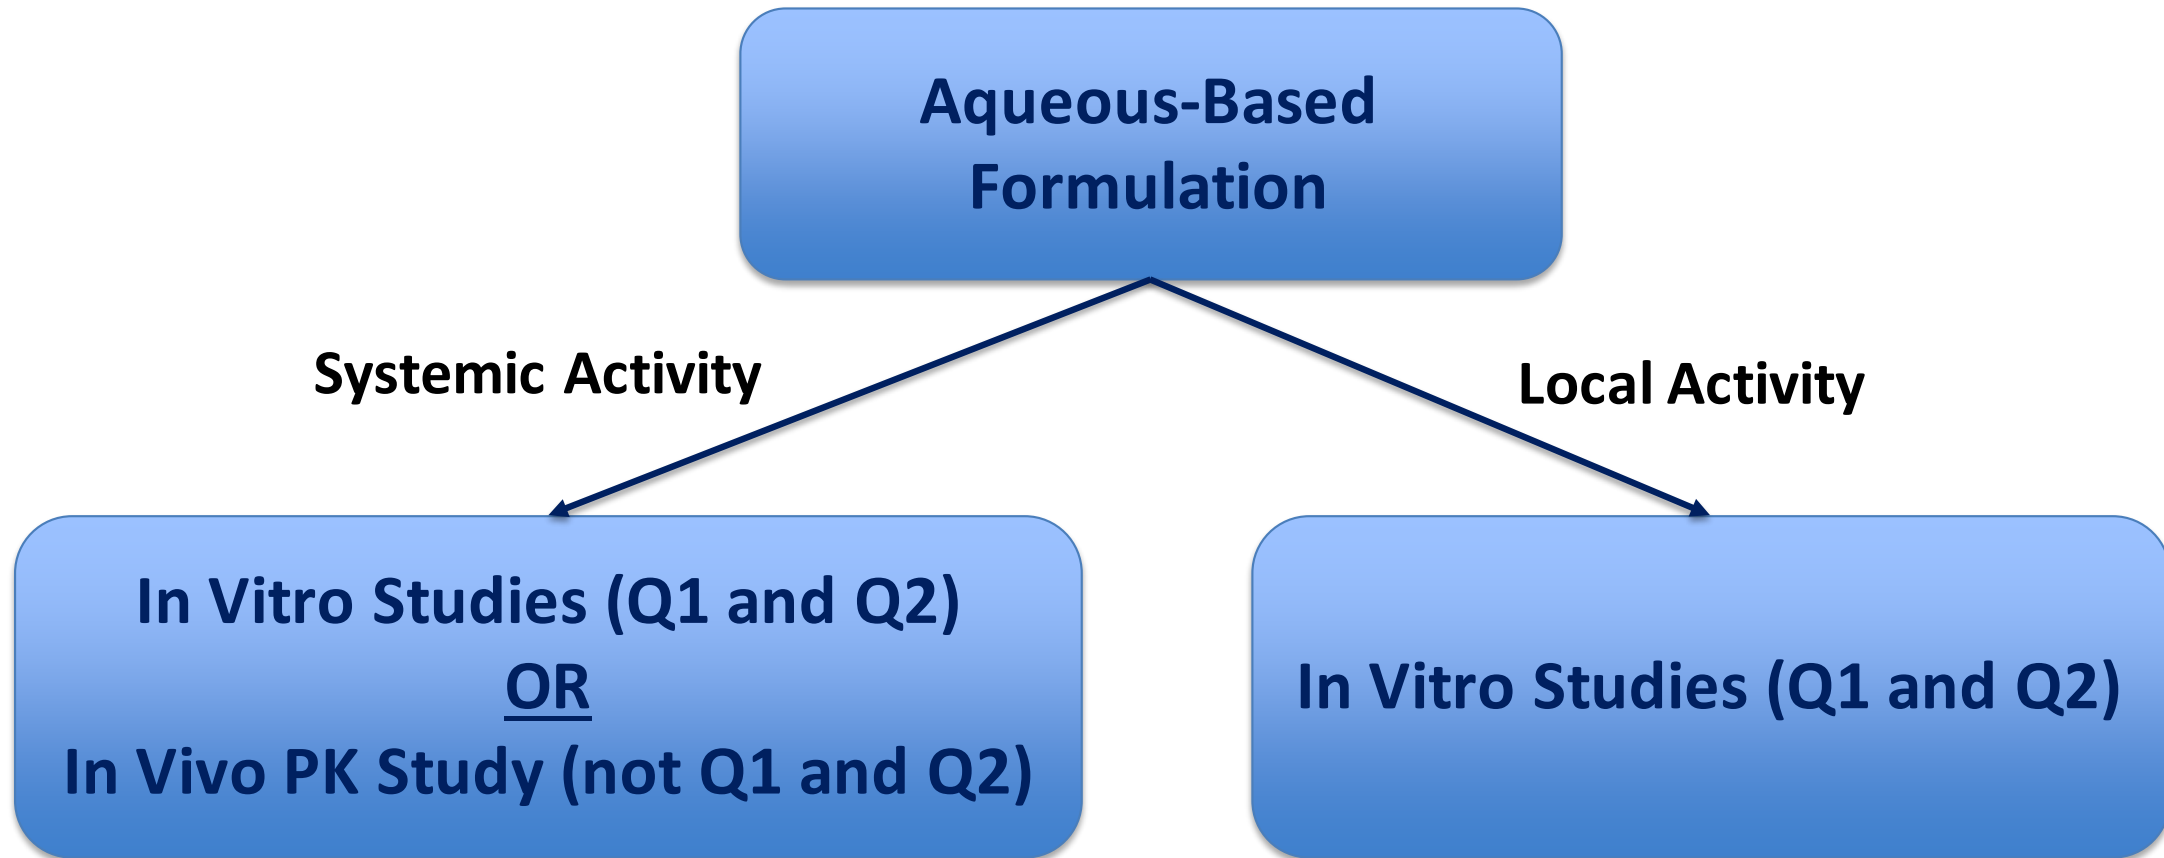 Aqueous-Based
Formulation
Systemic Activity
Local Activity
In Vitro Studies (Q1 and Q2)
OR
In Vivo PK Study (not Q1 and Q2)
In Vitro Studies (Q1 and Q2)